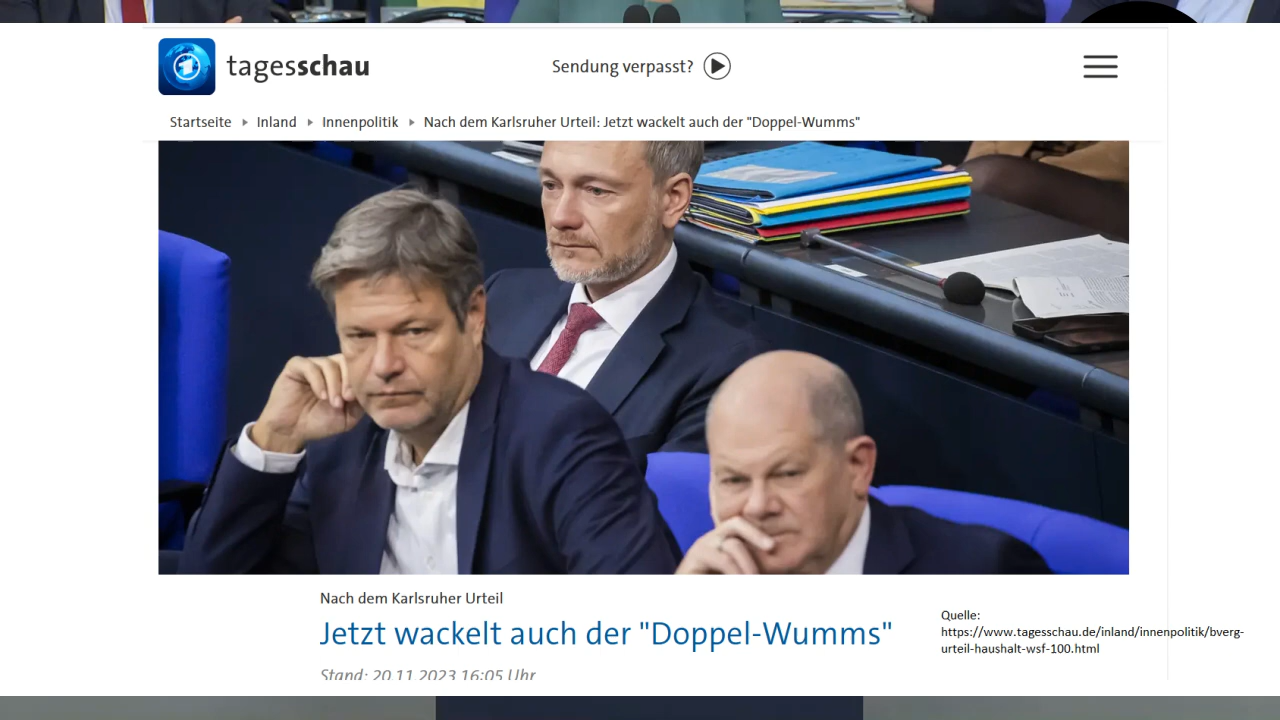 tagesschau
Sendung verpasst?
Startseite Inland Innenpolitik Nach dem Karlsruher Urteil: Jetzt wackelt auch der "Doppel-Wumms"
Nach dem Karlsruher Urteil
Jetzt wackelt auch der "Doppel-Wumms"
Stand: 20.11.2023 16:05 Uhr
Quelle:
https://www.tagesschau.de/inland/innenpolitik/bverg-
urteil-haushalt-wsf-100.html